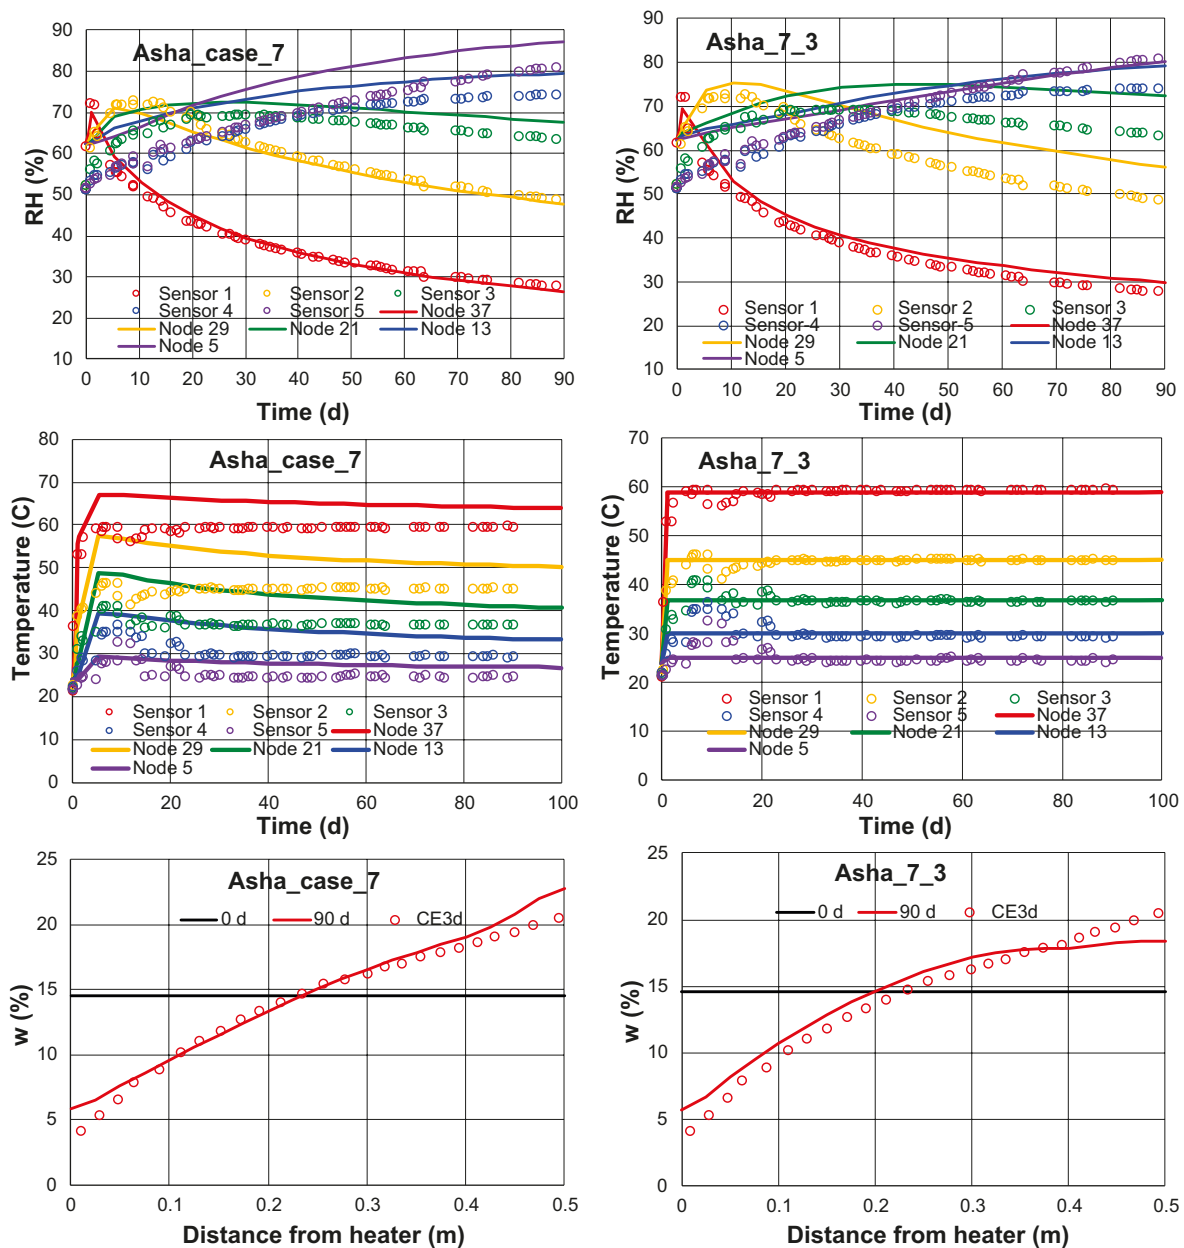 Asha_case_7
RH (%)
90
80
70
60
50
40
30
20
10
Sensor 1 Sensor 2 Sensor 3
Sensor 4 Sensor 5 Node 37
Node 29 Node 21 Node 13
Node 5
0 10 20 30 40 50 60 70 80 90
Time (d)
Asha_7_3
RH (%)
90
80
70
60
50
40
30
20
10
Sensor 1 Sensor 2 Sensor 3
Sensor-4 Sensor-5 Node 37
Node 29 Node 21 Node 13
Node 5
0 10 20 30 40 50 60 70 80 90
Time (d)
Asha_case_7
Temperature (C)
80
70
60
50
40
30
20
10
0
Sensor 1 Sensor 2 Sensor 3
Sensor 4 Sensor 5 Node 37
Node 29 Node 21 Node 13
Node 5
0 20 40 60 80 100
Time (d)
Asha_7_3
Temperature (C)
70
60
50
40
30
20
10
0
Sensor 1 Sensor 2 Sensor 3
Sensor 4 Sensor 5 Node 37
Node 29 Node 21 Node 13
Node 5
0 20 40 60 80 100
Time (d)
Asha_case_7
w (%)
25
20
15
10
5
0
0 d 90 d CE3d
0 0.1 0.2 0.3 0.4 0.5
Distance from heater (m)
Asha_7_3
w (%)
25
20
15
10
5
0
0 d 90 d CE3d
0 0.1 0.2 0.3 0.4 0.5
Distance from heater (m)